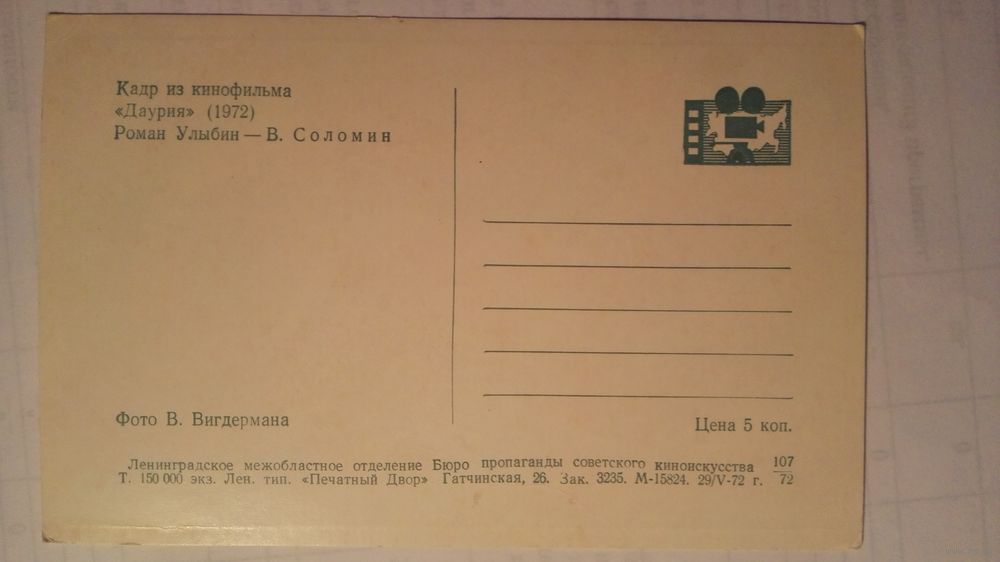 Кадр из кинофильма
«Даурия» (1972)
Роман Улыбин — В. Соломин
Фото В. Вигдермана
Цена 5 коп.
Ленинградское межобластное отделение Бюро пропаганды советского киноискусства 107
Т. 150 000 экз. Лен. тип. «Печатный Двор» Гатчинская, 26. Зак. 3235. М-15824. 29/V-72 г. 72